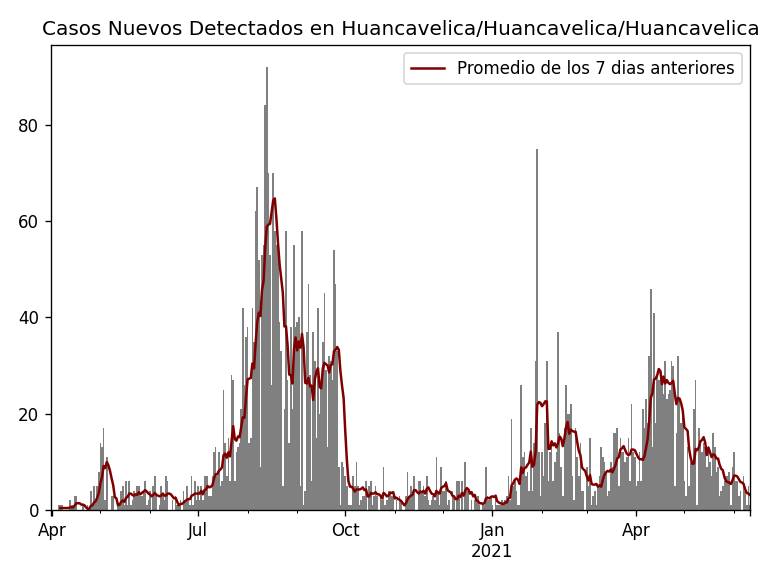 Casos Nuevos Detectados en Huancavelica/Huancavelica/Huancavelica
Promedio de los 7 dias anteriores
80
60
40
20
0
Apr Jul Oct Jan Apr
2021